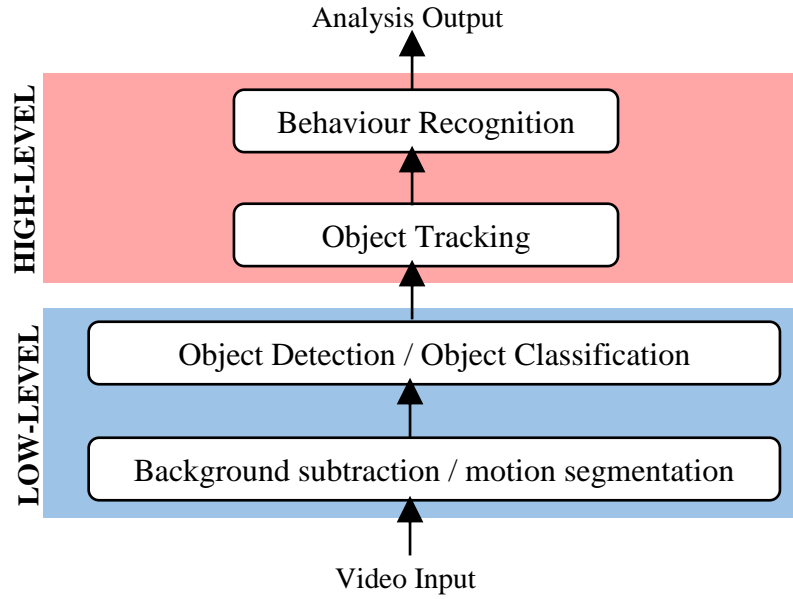 Analysis Output
HIGH-LEVEL
Behaviour Recognition
Object Tracking
LOW-LEVEL
Object Detection / Object Classification
Background subtraction / motion segmentation
Video Input